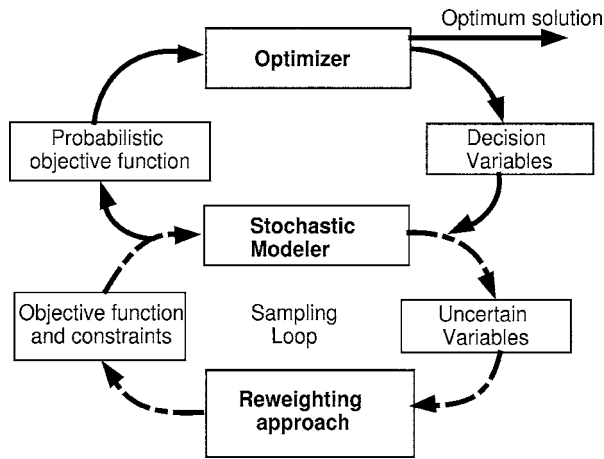 Optimum solution
Optimizer
Probabilistic
objective function
Decision
Variables
Stochastic
Modeler
Objective function
and constraints
Sampling
Loop
Uncertain
Variables
Reweighting
approach